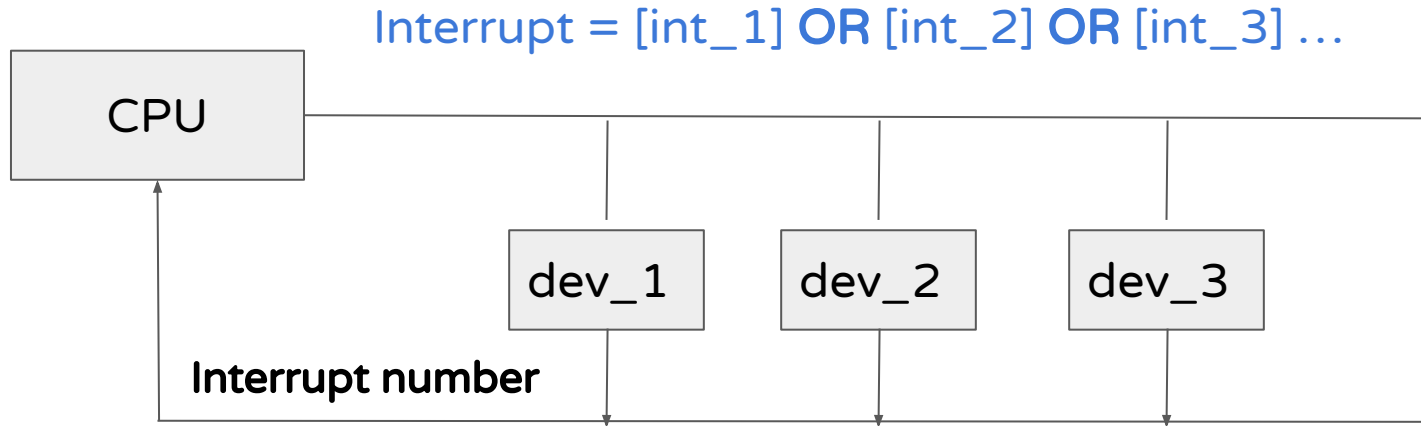 Interrupt = [int_1] OR [int_2] OR [int_3] ...
CPU
dev_1
dev_2
dev_3
Interrupt number